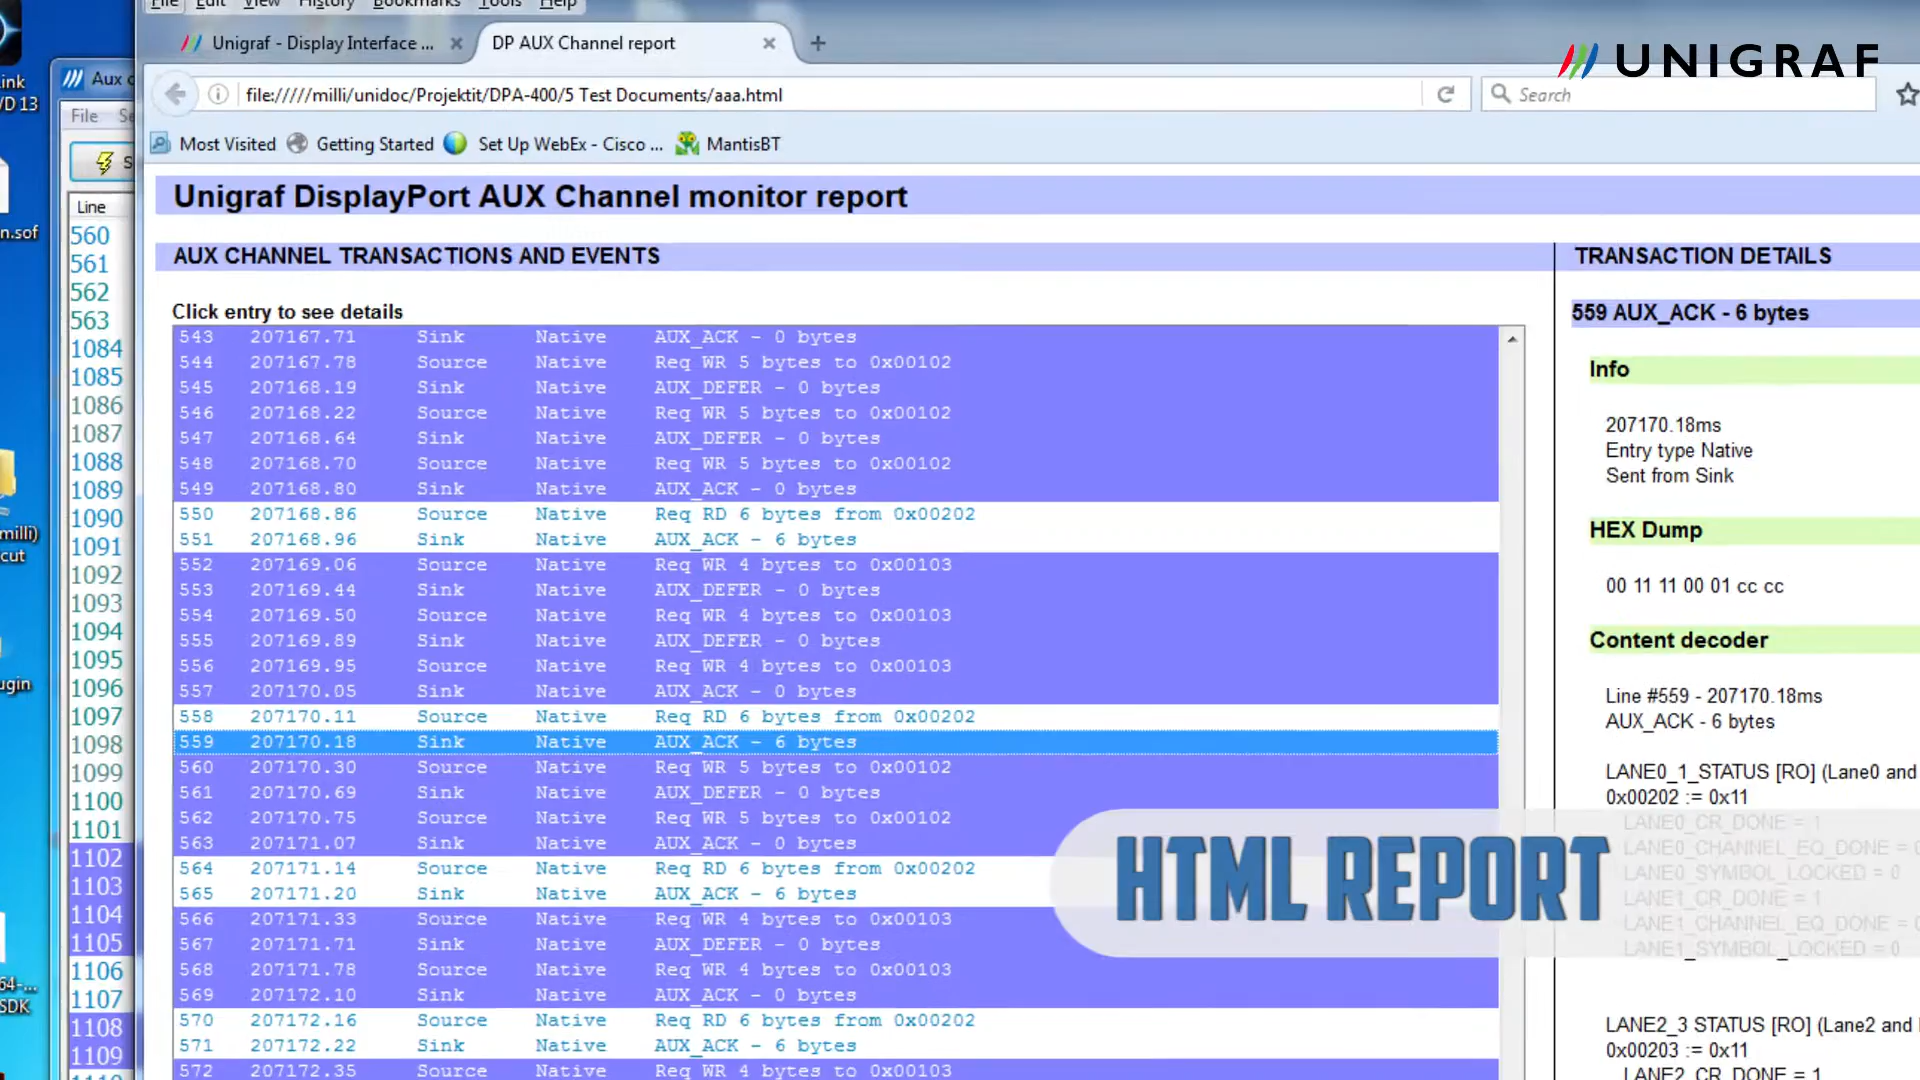 File Edit View History Bookmarks Tools Help
Unigraf - Display Interface ...
DP AUX Channel report
UNIGRAF
file://///milli/unidoc/Projektit/DPA-400/5 Test Documents/aaa.html
Search
Most Visited
Getting Started
Set Up WebEx - Cisco ...
MantisBT
Aux
File
Line
560
561
562
563
1084
1085
1086
1087
1088
1089
1090
1091
1092
1093
1094
1095
1096
1097
1098
1099
1100
1101
1102
1103
1104
1105
1106
1107
1108
1109
Unigraf DisplayPort AUX Channel monitor report
AUX CHANNEL TRANSACTIONS AND EVENTS
Click entry to see details
543 207167.71 Sink Native AUX_ACK - 0 bytes
544 207167.78 Source Native Req WR 5 bytes to 0x00102
545 207168.19 Sink Native AUX_DEFER - 0 bytes
546 207168.22 Source Native Req WR 5 bytes to 0x00102
547 207168.64 Sink Native AUX_DEFER - 0 bytes
548 207168.70 Source Native Req WR 5 bytes to 0x00102
549 207168.80 Sink Native AUX_ACK - 0 bytes
550 207168.86 Source Native Req RD 6 bytes from 0x00202
551 207168.96 Sink Native AUX_ACK - 6 bytes
552 207169.06 Source Native Req WR 4 bytes to 0x00103
553 207169.44 Sink Native AUX_DEFER - 0 bytes
554 207169.50 Source Native Req WR 4 bytes to 0x00103
555 207169.89 Sink Native AUX_DEFER - 0 bytes
556 207169.95 Source Native Req WR 4 bytes to 0x00103
557 207170.05 Sink Native AUX_ACK - 0 bytes
558 207170.11 Source Native Req RD 6 bytes from 0x00202
559 207170.18 Sink Native AUX_ACK - 6 bytes
560 207170.30 Source Native Req WR 5 bytes to 0x00102
561 207170.69 Sink Native AUX_DEFER - 0 bytes
562 207170.75 Source Native Req WR 5 bytes to 0x00102
563 207171.07 Sink Native AUX_ACK - 0 bytes
564 207171.14 Source Native Req RD 6 bytes from 0x00202
565 207171.20 Sink Native AUX_ACK - 6 bytes
566 207171.33 Source Native Req WR 4 bytes to 0x00103
567 207171.71 Sink Native AUX_DEFER - 0 bytes
568 207171.78 Source Native Req WR 4 bytes to 0x00103
569 207172.10 Sink Native AUX_ACK - 0 bytes
570 207172.16 Source Native Req RD 6 bytes from 0x00202
571 207172.22 Sink Native AUX_ACK - 6 bytes
572 207172.35 Source Native Req WR 4 bytes to 0x00103
TRANSACTION DETAILS
559 AUX_ACK - 6 bytes
Info
207170.18ms
Entry type Native
Sent from Sink
HEX Dump
00 11 11 00 01 cc cc
Content decoder
Line #559 - 207170.18ms
AUX_ACK - 6 bytes
LANE0_1_STATUS [RO] (Lane0 and
0x00202 := 0x11
LANE0_CR_DONE = 1
LANE0_CHANNEL_EQ_DONE = 0
LANE0_SYMBOL_LOCKED = 0
LANE1_CR_DONE = 1
LANE1_CHANNEL_EQ_DONE = 0
LANE1_SYMBOL_LOCKED = 0
LANE2_3 STATUS [RO] (Lane2 and
0x00203 := 0x11
LANE2_CR_DONE = 1
HTML REPORT